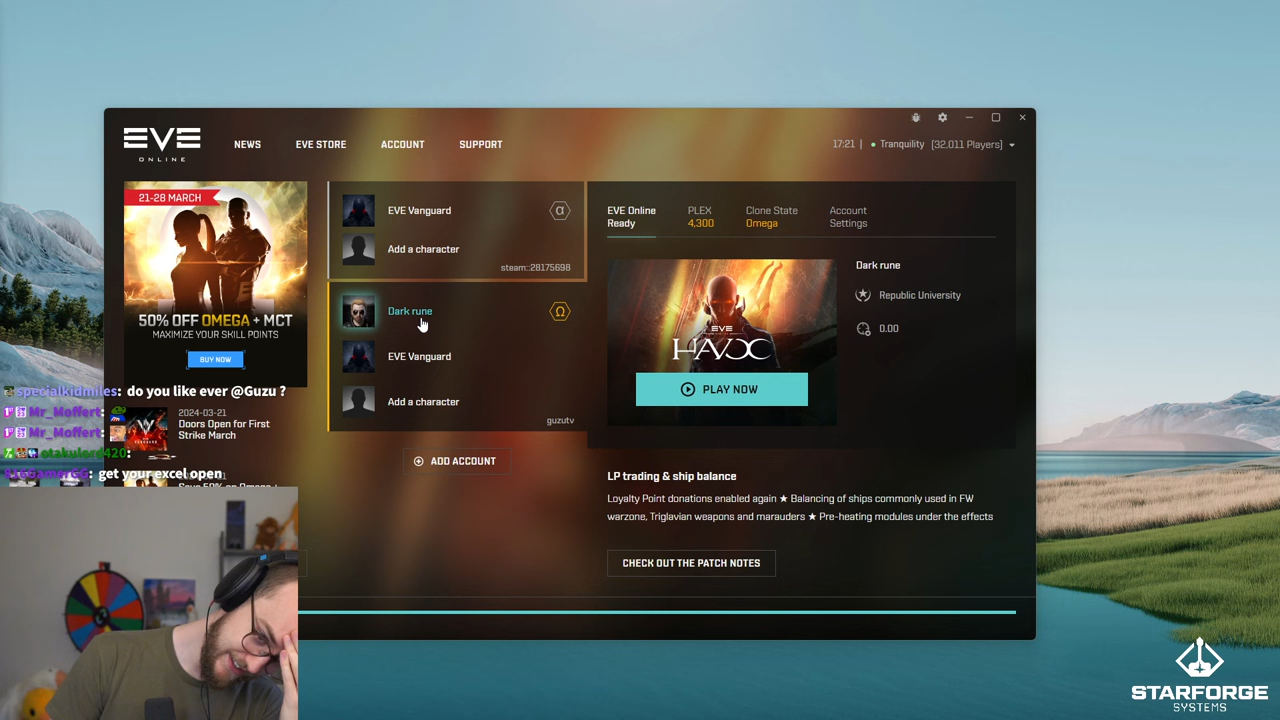 EVE
ONLINE
NEWS
EVE STORE
ACCOUNT
SUPPORT
17:21 | Tranquility [32,011 Players]
21-28 MARCH
50% OFF OMEGA + MCT
MAXIMIZE YOUR SKILL POINTS
BUY NOW
EVE Vanguard
α
Add a character
steam::28175698
Dark rune
Ω
EVE Vanguard
Add a character
guzutv
ADD ACCOUNT
EVE Online
Ready
PLEX
4,300
Clone State
Omega
Account
Settings
EVE
HAVOC
PLAY NOW
Dark rune
Republic University
0.00
LP trading & ship balance
Loyalty Point donations enabled again ★ Balancing of ships commonly used in FW
warzone, Triglavian weapons and marauders ★ Pre-heating modules under the effects
CHECK OUT THE PATCH NOTES
specialkidmiles: do you like ever @Guzu ?
Mr_Moffert:
Mr_Moffert:
otakulord420:
get your excel open
2024-03-21
Doors Open for First
Strike March
STARFORGE
SYSTEMS